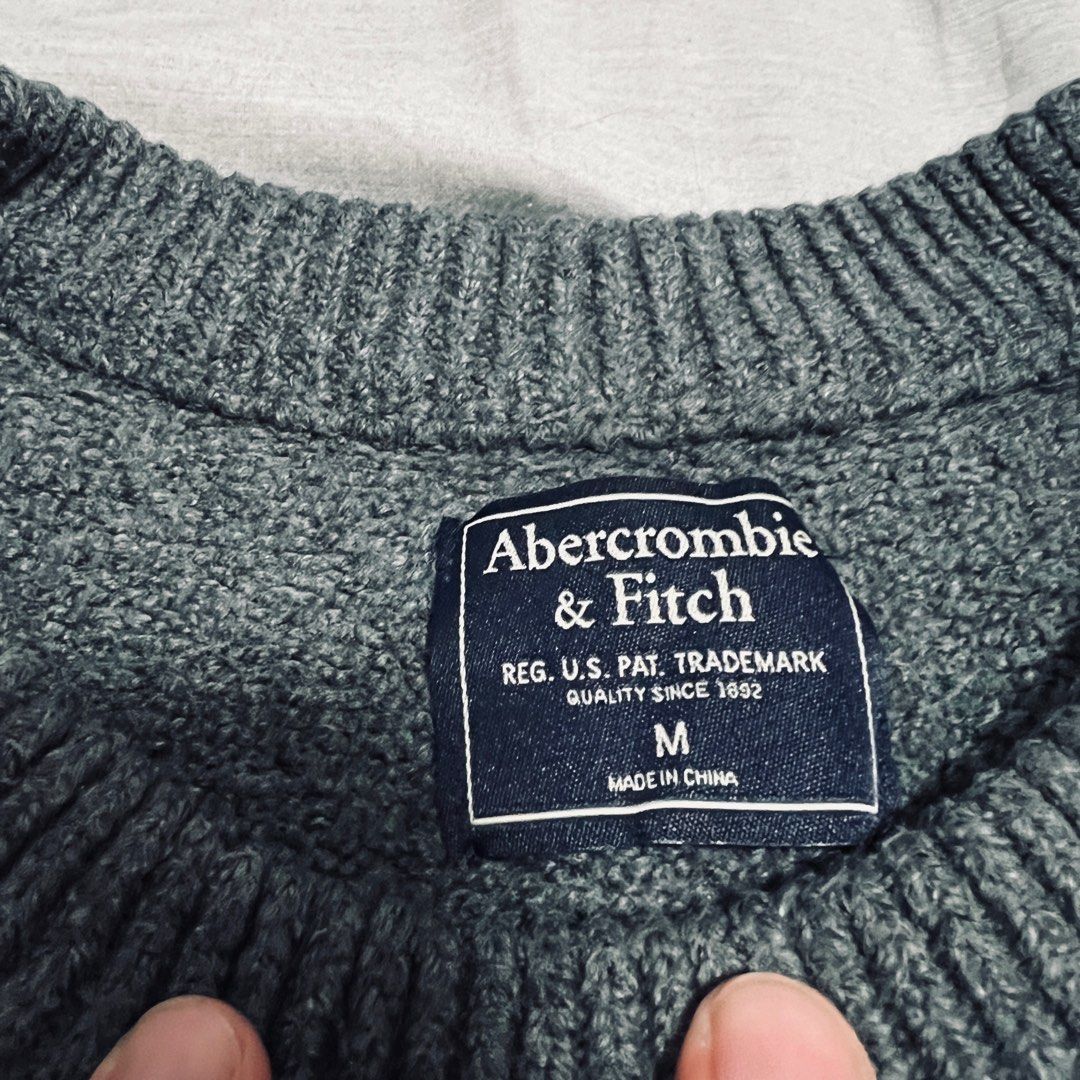 Abercrombie
& Fitch
REG. U.S. PAT. TRADEMARK
QUALITY SINCE 1892
M
MADE IN CHINA